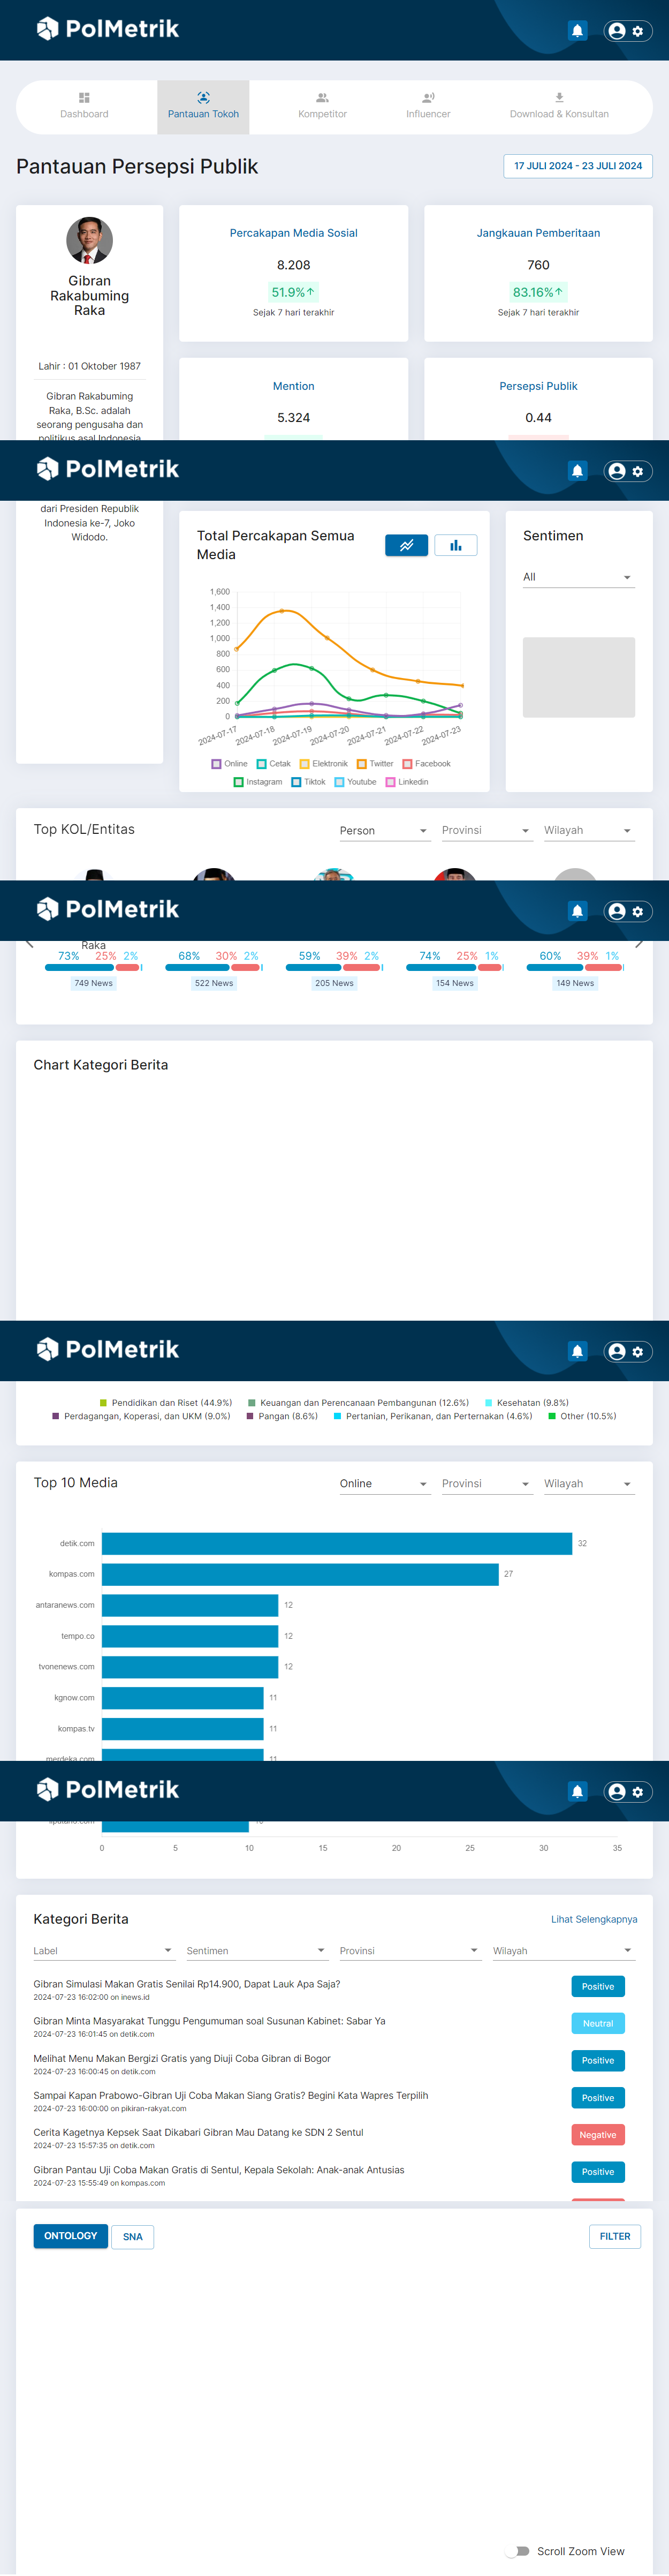 PolMetrik
Dashboard
Pantauan Tokoh
Kompetitor
Influencer
Download & Konsultan
Pantauan Persepsi Publik
17 JULI 2024 - 23 JULI 2024
Gibran
Rakabuming
Raka
Lahir : 01 Oktober 1987
Gibran Rakabuming
Raka, B.Sc. adalah
seorang pengusaha dan
politikus asal Indonesia
Percakapan Media Sosial
8.208
51.9%↑
Sejak 7 hari terakhir
Jangkauan Pemberitaan
760
83.16%↑
Sejak 7 hari terakhir
Mention
5.324
Persepsi Publik
0.44
PolMetrik
dari Presiden Republik
Indonesia ke-7, Joko
Widodo.
Total Percakapan Semua
Media
1,600
1,400
1,200
1,000
800
600
400
200
0
2024-07-17
2024-07-18
2024-07-19
2024-07-20
2024-07-21
2024-07-22
2024-07-23
Online
Cetak
Elektronik
Twitter
Facebook
Instagram
Tiktok
Youtube
Linkedin
Sentimen
All
Top KOL/Entitas
Person
Provinsi
Wilayah
PolMetrik
Raka
73% 25% 2%
749 News
68% 30% 2%
522 News
59% 39% 2%
205 News
74% 25% 1%
154 News
60% 39% 1%
149 News
Chart Kategori Berita
PolMetrik
Pendidikan dan Riset (44.9%)
Keuangan dan Perencanaan Pembangunan (12.6%)
Kesehatan (9.8%)
Perdagangan, Koperasi, dan UKM (9.0%)
Pangan (8.6%)
Pertanian, Perikanan, dan Perternakan (4.6%)
Other (10.5%)
Top 10 Media
Online
Provinsi
Wilayah
detik.com
32
kompas.com
27
antaranews.com
12
tempo.co
12
tvonenews.com
12
kgnow.com
11
kompas.tv
11
merdeka.com
11
PolMetrik
0
5
10
15
20
25
30
35
Kategori Berita
Lihat Selengkapnya
Label
Sentimen
Provinsi
Wilayah
Gibran Simulasi Makan Gratis Senilai Rp14.900, Dapat Lauk Apa Saja?
2024-07-23 16:02:00 on inews.id
Positive
Gibran Minta Masyarakat Tunggu Pengumuman soal Susunan Kabinet: Sabar Ya
2024-07-23 16:01:45 on detik.com
Neutral
Melihat Menu Makan Bergizi Gratis yang Diuji Coba Gibran di Bogor
2024-07-23 16:00:45 on detik.com
Positive
Sampai Kapan Prabowo-Gibran Uji Coba Makan Siang Gratis? Begini Kata Wapres Terpilih
2024-07-23 16:00:00 on pikiran-rakyat.com
Positive
Cerita Kagetnya Kepsek Saat Dikabari Gibran Mau Datang ke SDN 2 Sentul
2024-07-23 15:57:35 on detik.com
Negative
Gibran Pantau Uji Coba Makan Gratis di Sentul, Kepala Sekolah: Anak-anak Antusias
2024-07-23 15:55:49 on kompas.com
Positive
ONTOLOGY
SNA
FILTER
Scroll Zoom View